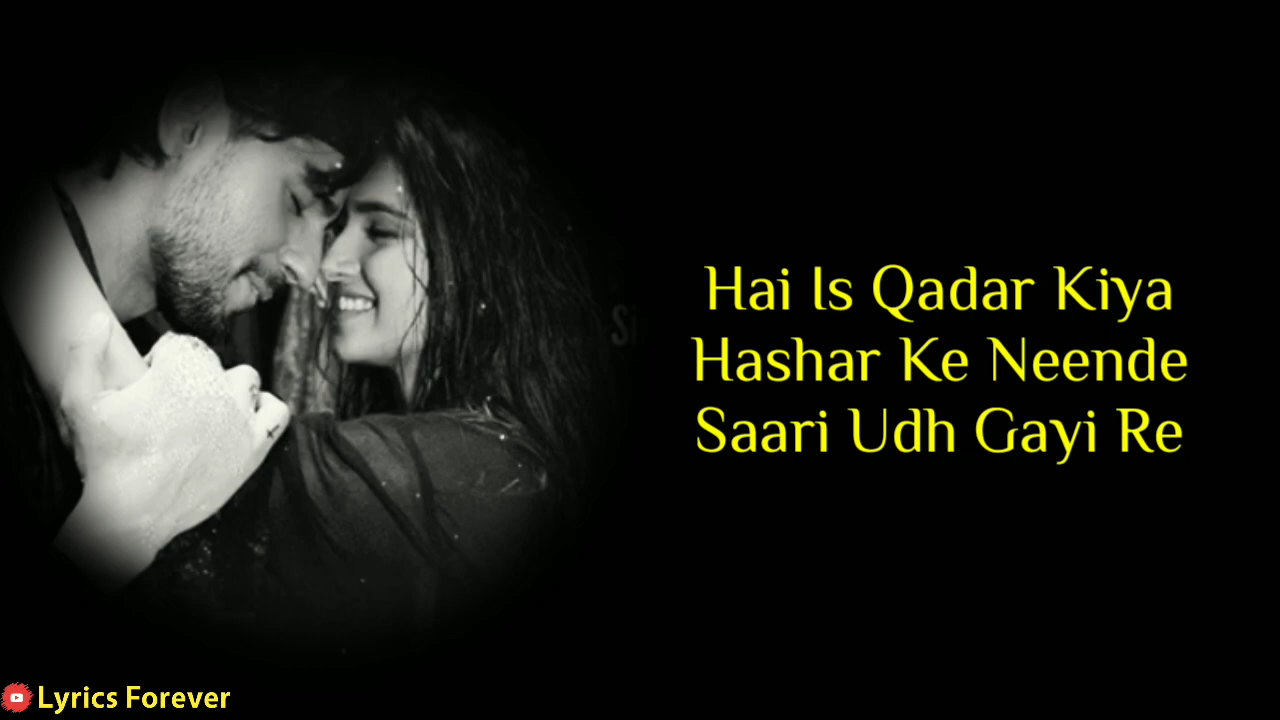 Hai Is Qadar Kiya
Hashar Ke Neende
Saari Udh Gayi Re
Lyrics Forever